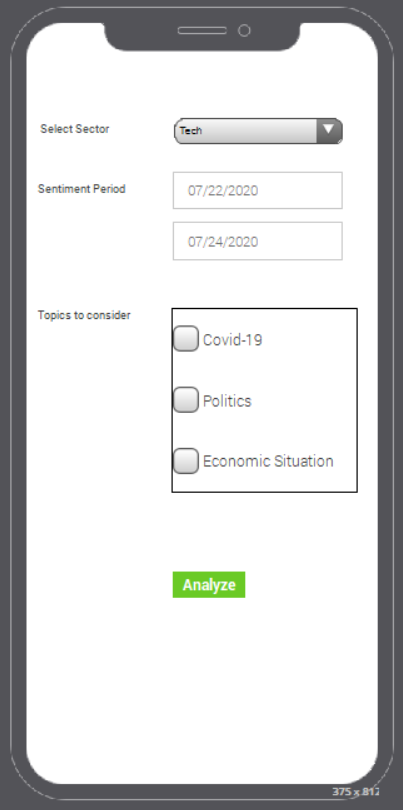 Select Sector
Tech
Sentiment Period
07/22/2020
07/24/2020
Topics to consider
Covid-19
Politics
Economic Situation
Analyze
375 x 812